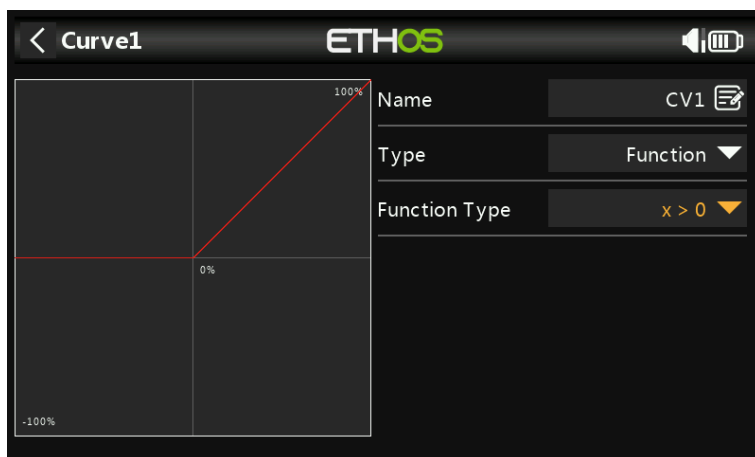 Curve1
ETHOS
100%
0%
-100%
Name CV1
Type Function
Function Type x > 0